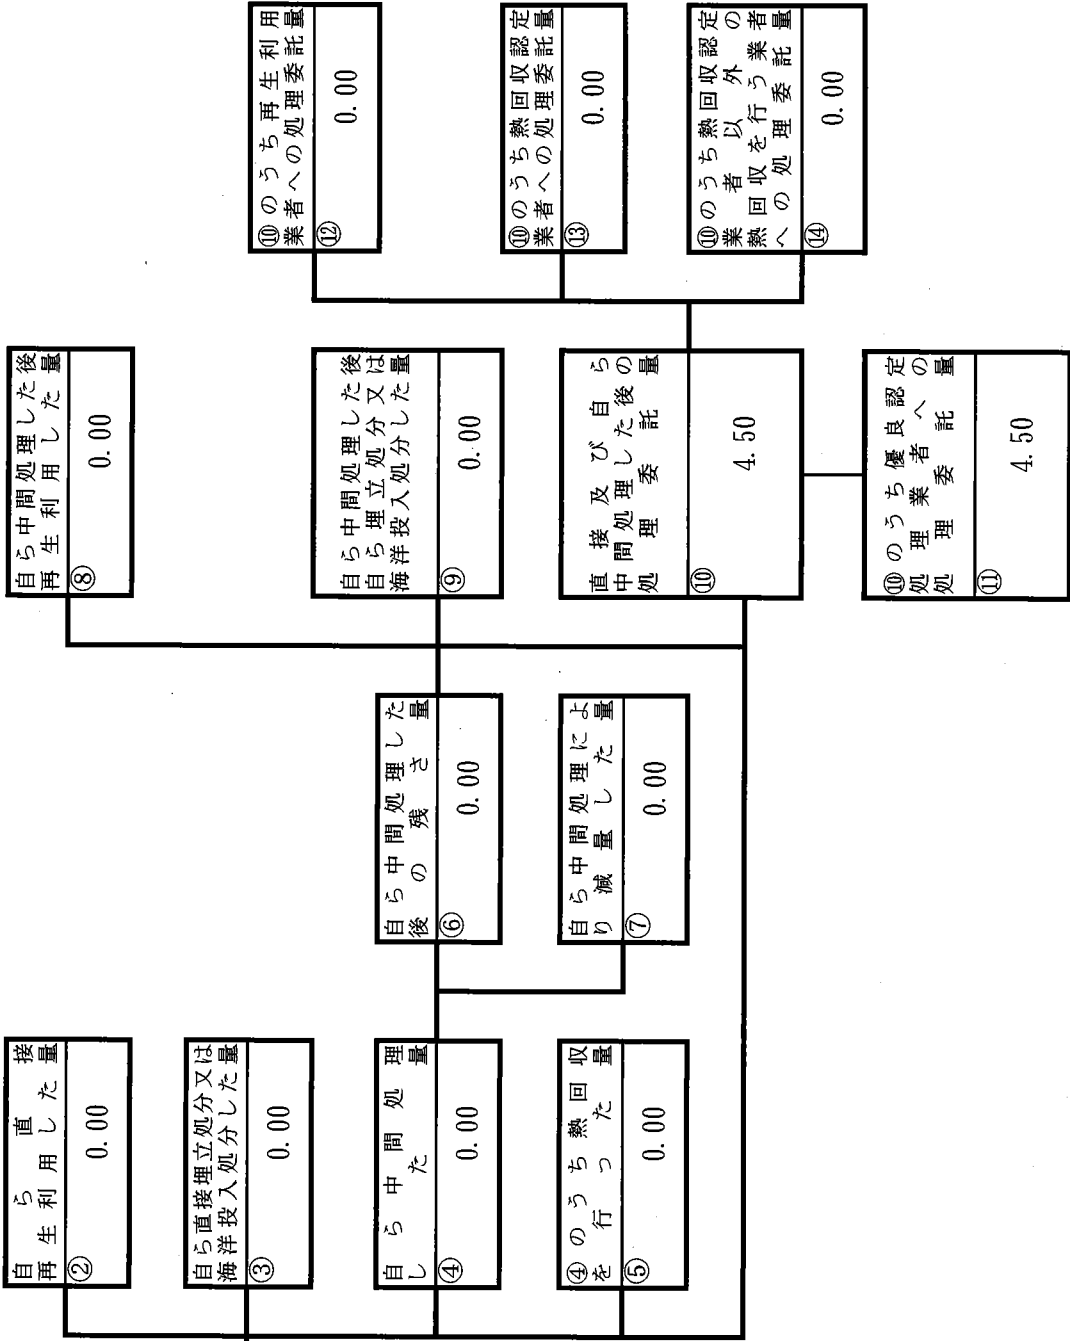 自ら直接
再生利用した量
②
0.00
自ら直接埋立処分又は
海洋投入処分した量
③
0.00
自ら中間処理
した量
④
0.00
④のうち熱回収
を行った量
⑤
0.00
自ら中間処理した
後の残さ量
⑥
0.00
自ら中間処理によ
り減量した量
⑦
0.00
自ら中間処理した後
再生利用した量
⑧
0.00
自ら中間処理した後
自ら埋立処分又は
海洋投入処分した量
⑨
0.00
直接及び自ら
中間処理した後の
処理委託量
⑩
4.50
⑩のうち優良認定
処理業者への
処理委託量
⑪
4.50
⑩のうち再生利用
業者への処理委託量
⑫
0.00
⑩のうち熱回収認定
業者への処理委託量
⑬
0.00
⑩のうち熱回収認定
業者以外の
熱回収を行う業者
への処理委託量
⑭
0.00